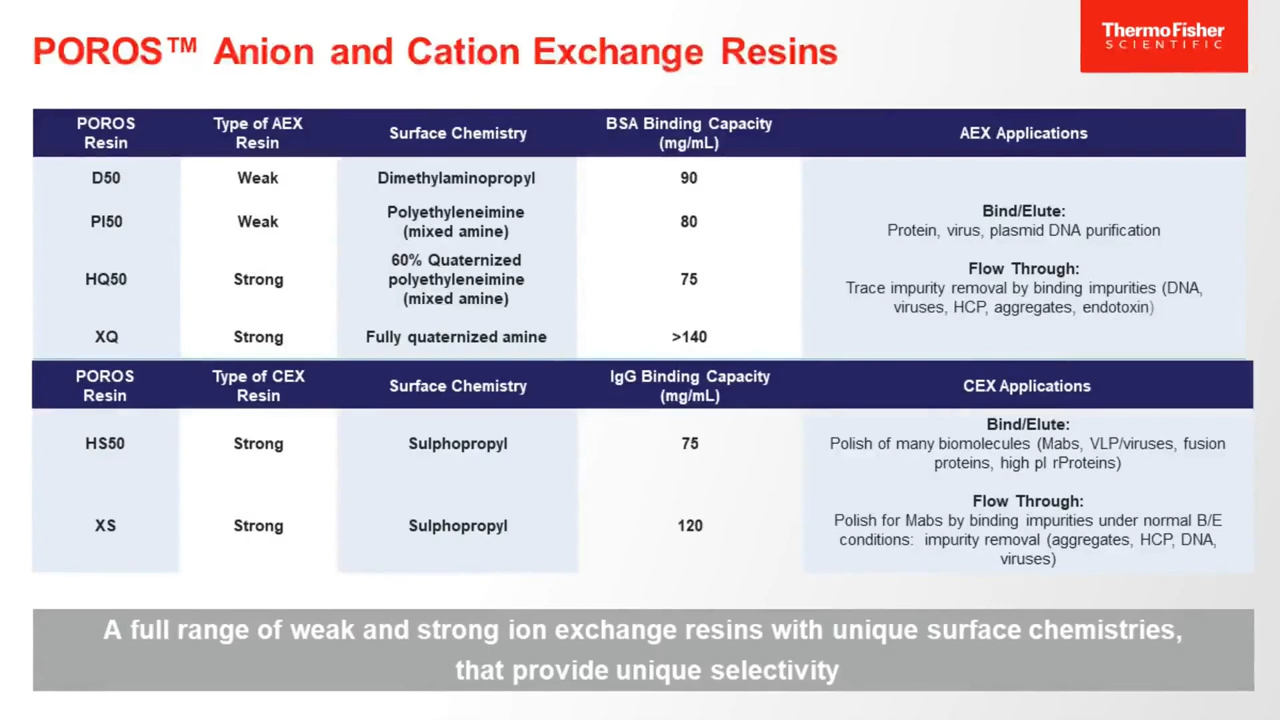 POROS™ Anion and Cation Exchange Resins
ThermoFisher
SCIENTIFIC
POROS
Resin
Type of AEX
Resin
Surface Chemistry
BSA Binding Capacity
(mg/mL)
AEX Applications
D50
Weak
Dimethylaminopropyl
90
PI50
Weak
Polyethyleneimine
(mixed amine)
80
HQ50
Strong
60% Quaternized
polyethyleneimine
(mixed amine)
75
XQ
Strong
Fully quaternized amine
>140
Bind/Elute:
Protein, virus, plasmid DNA purification
Flow Through:
Trace impurity removal by binding impurities (DNA,
viruses, HCP, aggregates, endotoxin)
POROS
Resin
Type of CEX
Resin
Surface Chemistry
IgG Binding Capacity
(mg/mL)
CEX Applications
HS50
Strong
Sulphopropyl
75
XS
Strong
Sulphopropyl
120
Bind/Elute:
Polish of many biomolecules (Mabs, VLP/viruses, fusion
proteins, high pI rProteins)
Flow Through:
Polish for Mabs by binding impurities under normal B/E
conditions: impurity removal (aggregates, HCP, DNA,
viruses)
A full range of weak and strong ion exchange resins with unique surface chemistries,
that provide unique selectivity